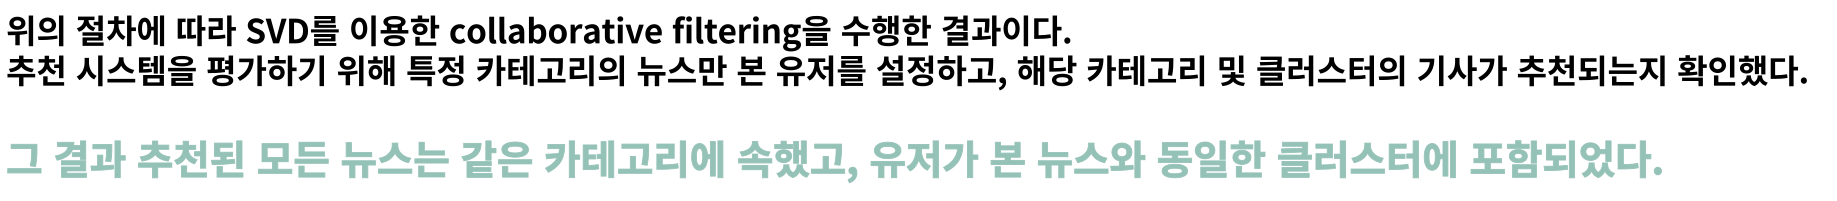 위의 절차에 따라 SVD를 이용한 collaborative filtering을 수행한 결과이다.
추천 시스템을 평가하기 위해 특정 카테고리의 뉴스만 본 유저를 설정하고, 해당 카테고리 및 클러스터의 기사가 추천되는지 확인했다.
그 결과 추천된 모든 뉴스는 같은 카테고리에 속했고, 유저가 본 뉴스와 동일한 클러스터에 포함되었다.